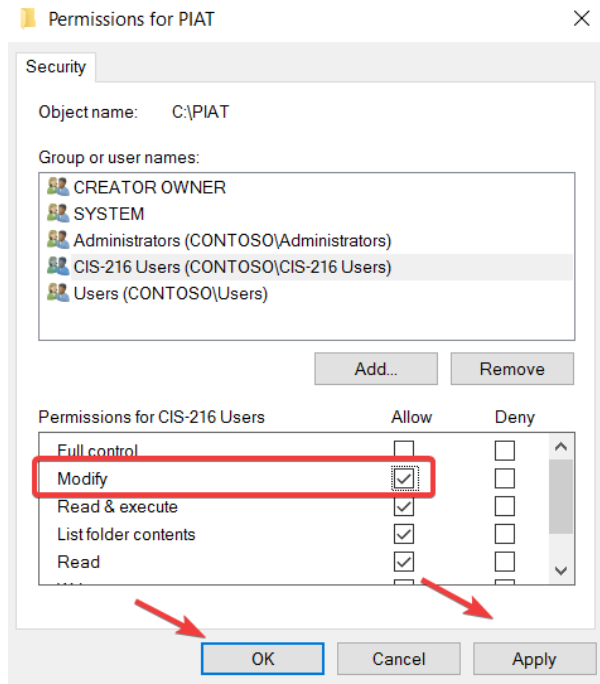 Permissions for PIAT
Security
Object name: C:\PIAT
Group or user names:
CREATOR OWNER
SYSTEM
Administrators (CONTOSO\Administrators)
CIS-216 Users (CONTOSO\CIS-216 Users)
Users (CONTOSO\Users)
Add... Remove
Permissions for CIS-216 Users Allow Deny
Full control
Modify
Read & execute
List folder contents
Read
OK Cancel Apply